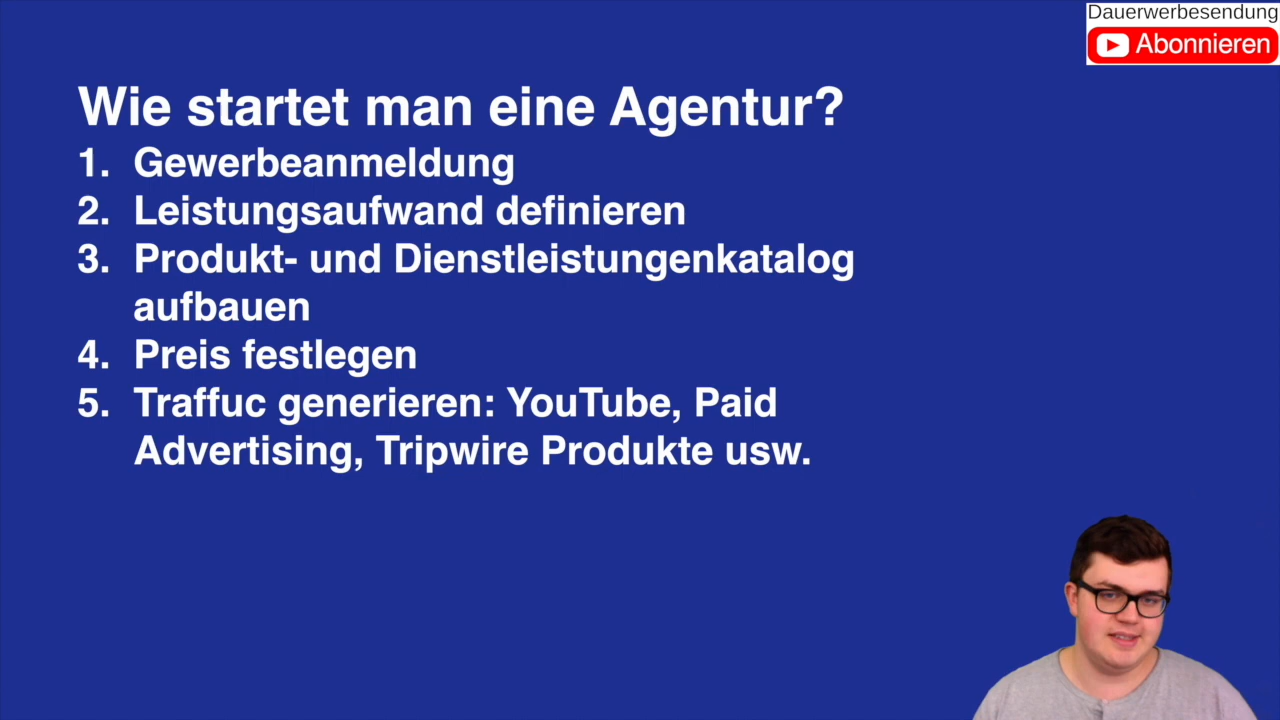 Dauerwerbesendung
Abonnieren
Wie startet man eine Agentur?
1. Gewerbeanmeldung
2. Leistungsaufwand definieren
3. Produkt- und Dienstleistungenkatalog
aufbauen
4. Preis festlegen
5. Traffuc generieren: YouTube, Paid
Advertising, Tripwire Produkte usw.